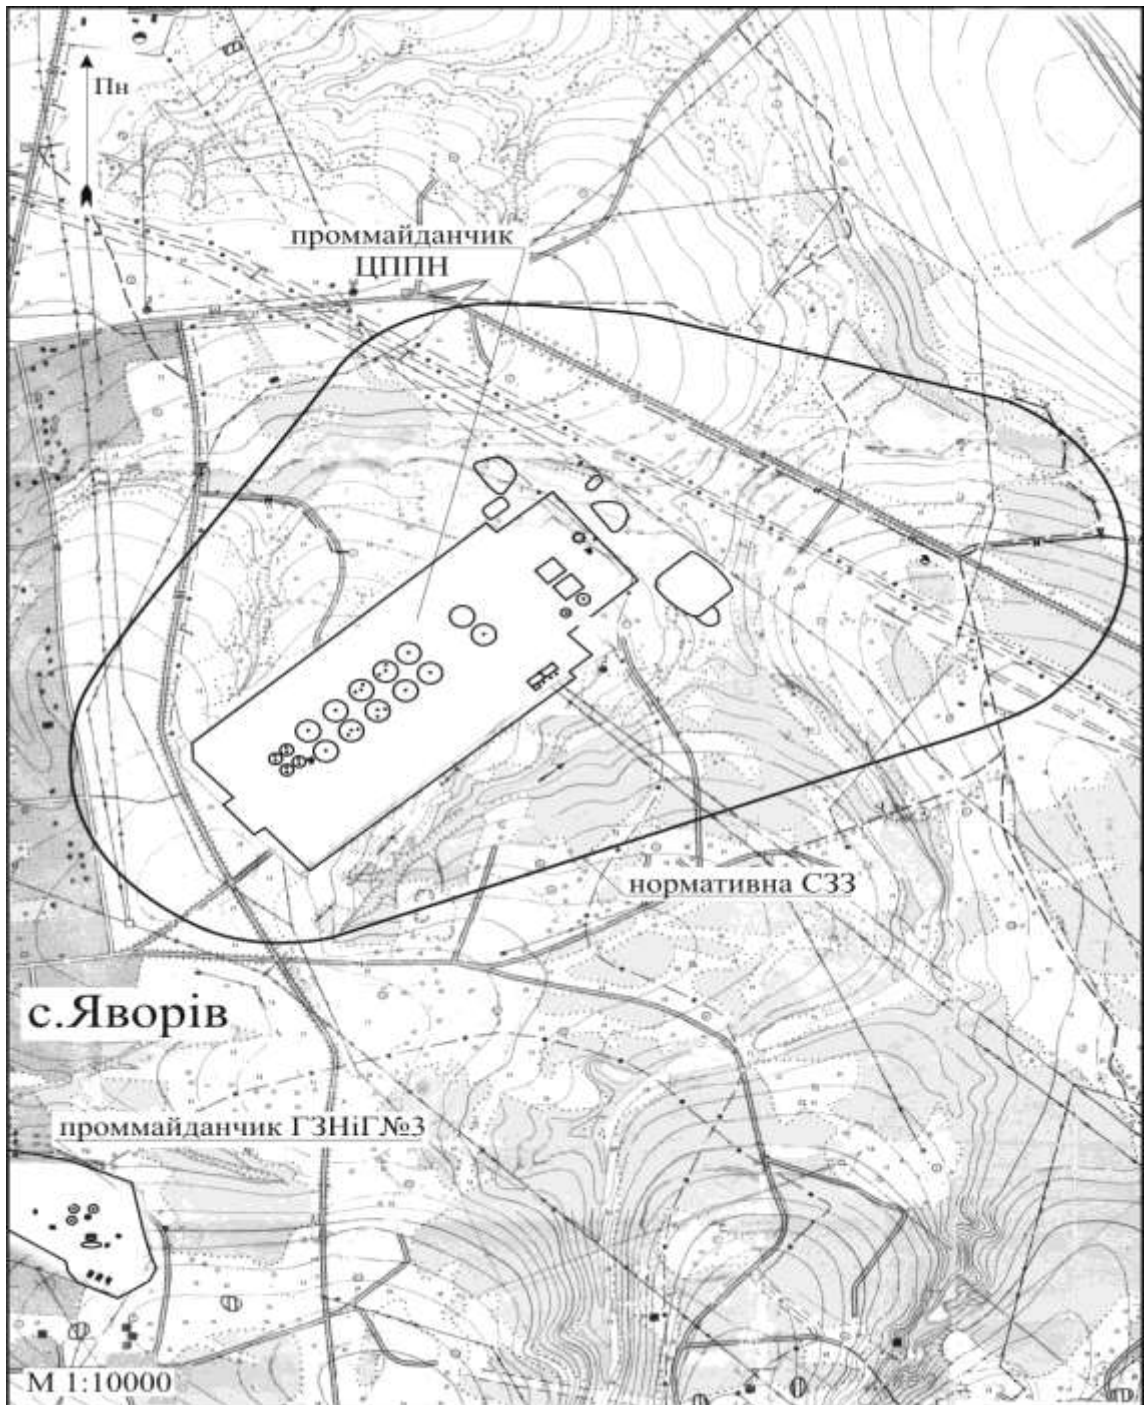 Пн
проммайданчик
ЦППН
нормативна СЗЗ
с.Яворів
проммайданчик ГЗНіГ№3
М 1:10000